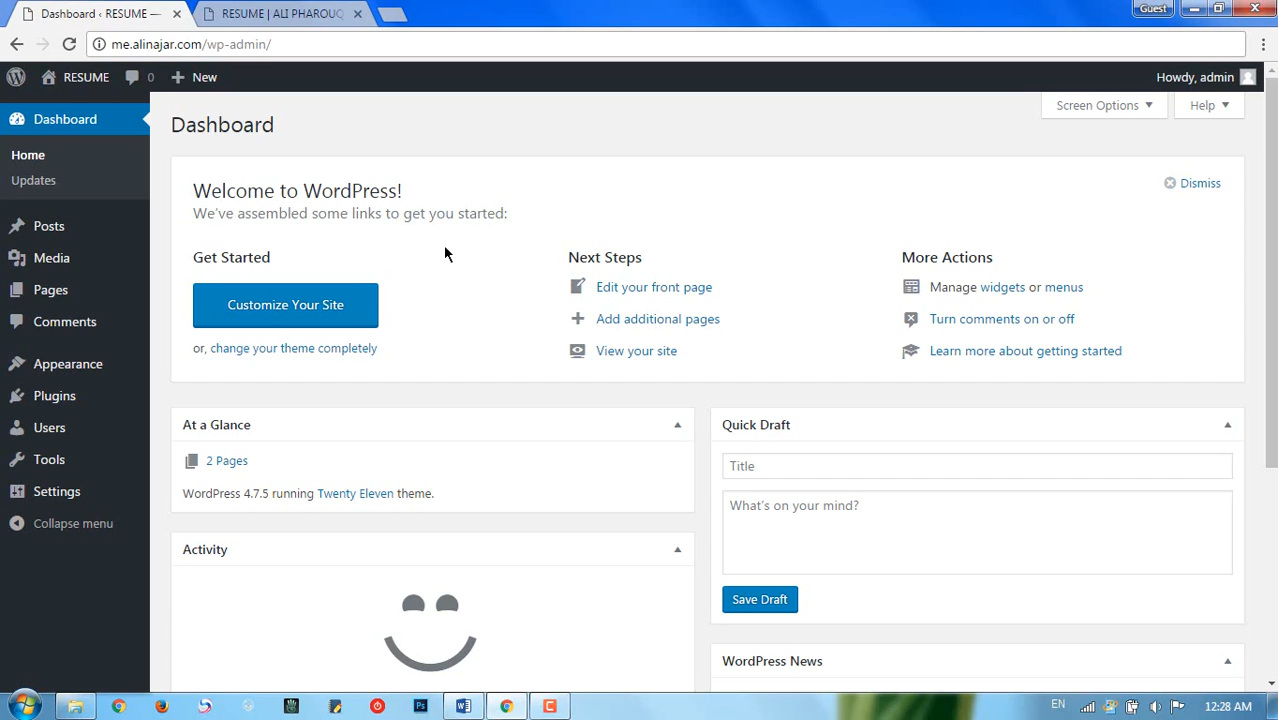 Dashboard ‹ RESUME —
RESUME | ALI PHAROUQ
Guest
me.alinajar.com/wp-admin/
RESUME
0
New
Howdy, admin
Dashboard
Home
Updates
Posts
Media
Pages
Comments
Appearance
Plugins
Users
Tools
Settings
Collapse menu
Screen Options
Help
Dashboard
Welcome to WordPress!
Dismiss
We've assembled some links to get you started:
Get Started
Customize Your Site
or, change your theme completely
Next Steps
Edit your front page
Add additional pages
View your site
More Actions
Manage widgets or menus
Turn comments on or off
Learn more about getting started
At a Glance
2 Pages
WordPress 4.7.5 running Twenty Eleven theme.
Activity
Quick Draft
Title
What's on your mind?
Save Draft
WordPress News
Ps
W
C
EN
12:28 AM